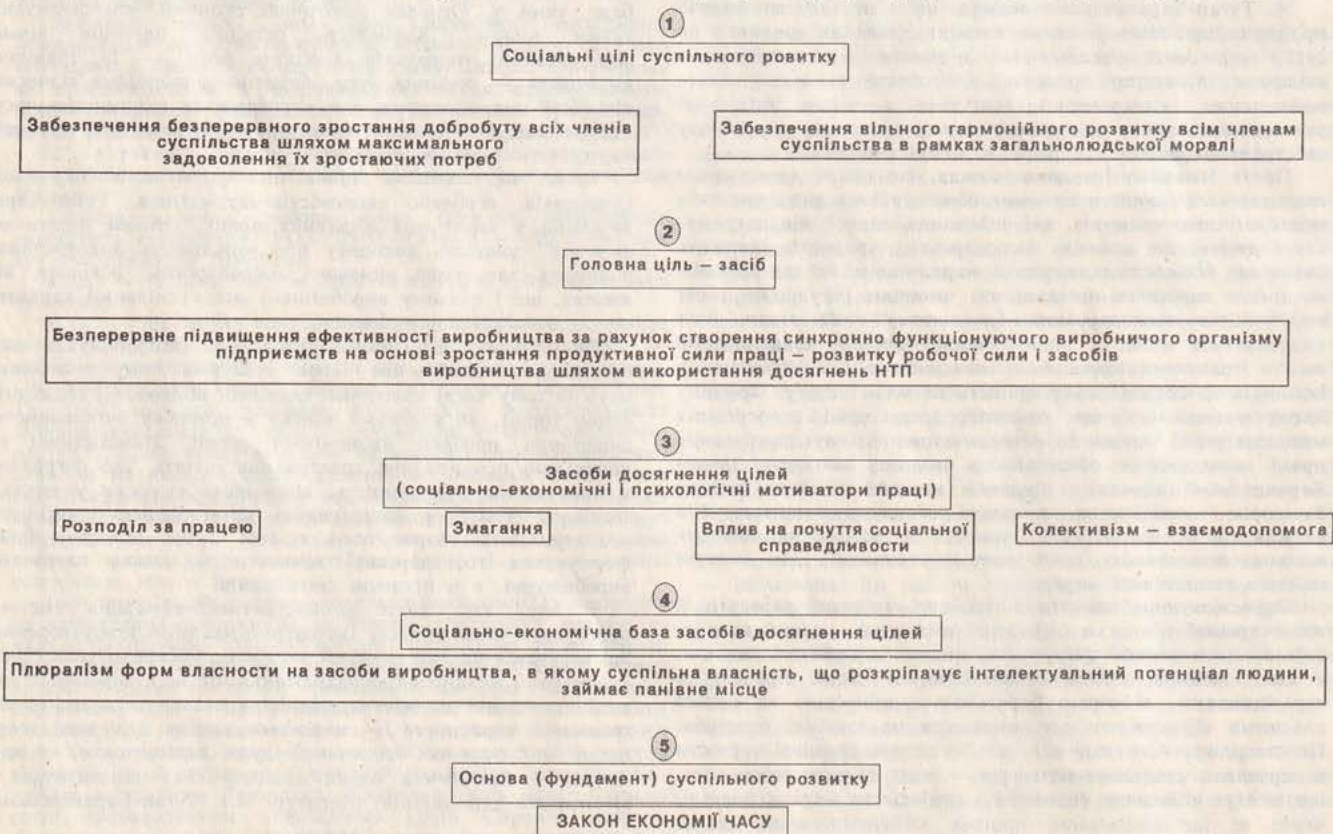 1
Соціальні цілі суспільного ровитку
Забезпечення безперервного зростання добробуту всіх членів
суспільства шляхом максимального
задоволення їх зростаючих потреб
Забезпечення вільного гармонійного розвитку всім членам
суспільства в рамках загальнолюдської моралі
2
Головна ціль — засіб
Безперервне підвищення ефективності виробництва за рахунок створення синхронно функціонуючого виробничого організму
підприємств на основі зростання продуктивної сили праці — розвитку робочої сили і засобів
виробництва шляхом використання досягнень НТП
3
Засоби досягнення цілей
(соціально-економічні і психологічні мотиватори праці)
Розподіл за працею
Змагання
Вплив на почуття соціальної
справедливости
Колективізм — взаємодопомога
4
Соціально-економічна база засобів досягнення цілей
Плюралізм форм власности на засоби виробництва, в якому суспільна власність, що розкріпачує інтелектуальний потенціал людини,
займає панівне місце
5
Основа (фундамент) суспільного розвитку
ЗАКОН ЕКОНОМІЇ ЧАСУ